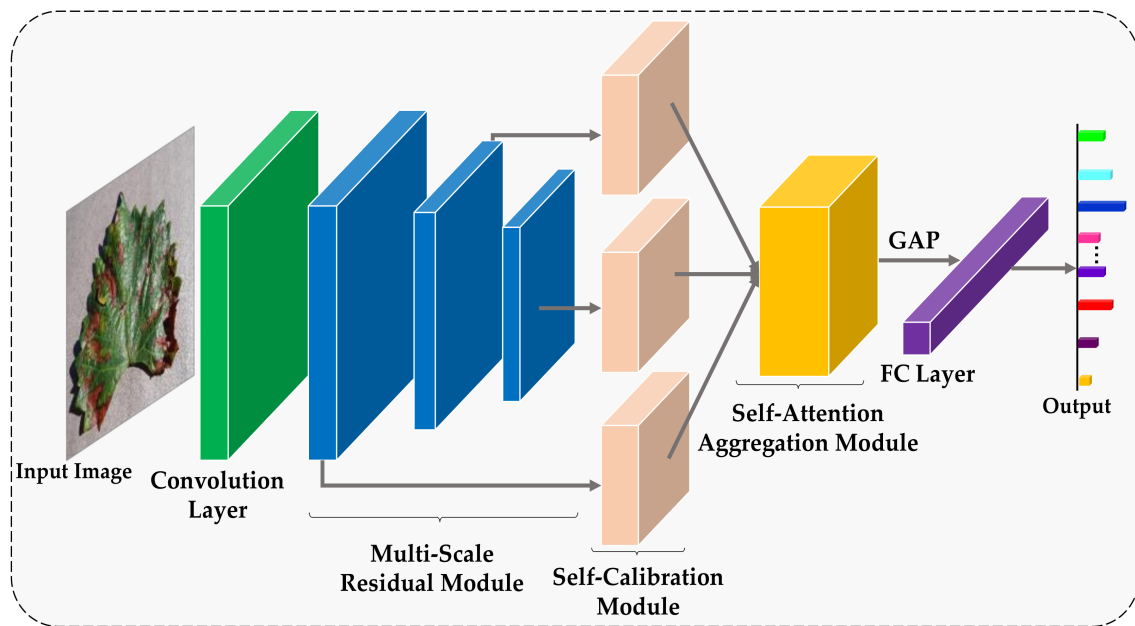 Input Image
Convolution
Layer
Multi-Scale
Residual Module
Self-Calibration
Module
Self-Attention
Aggregation Module
GAP
FC Layer
Output